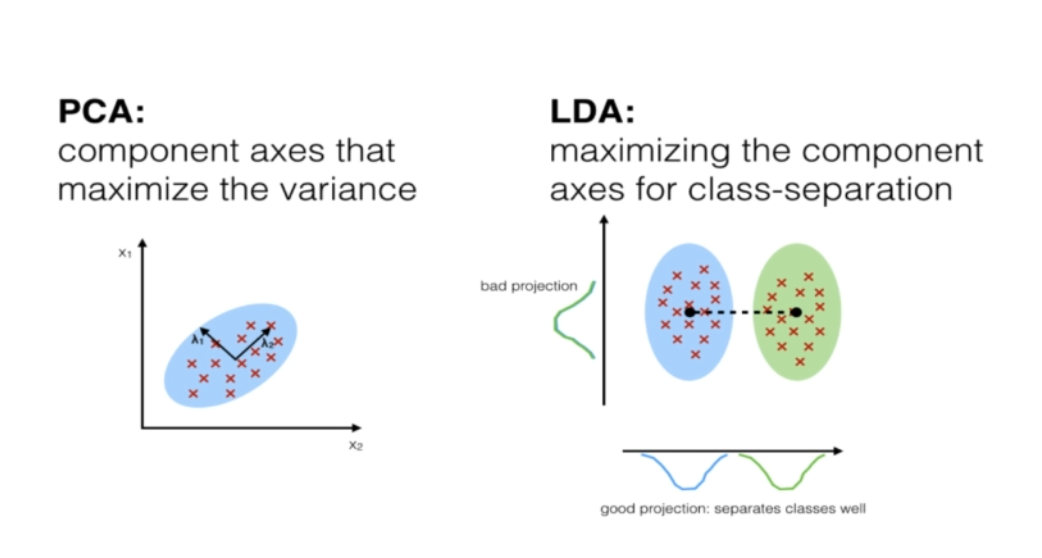 PCA:
component axes that
maximize the variance
x1
λ1
λ2
x2
LDA:
maximizing the component
axes for class-separation
bad projection
good projection: separates classes well